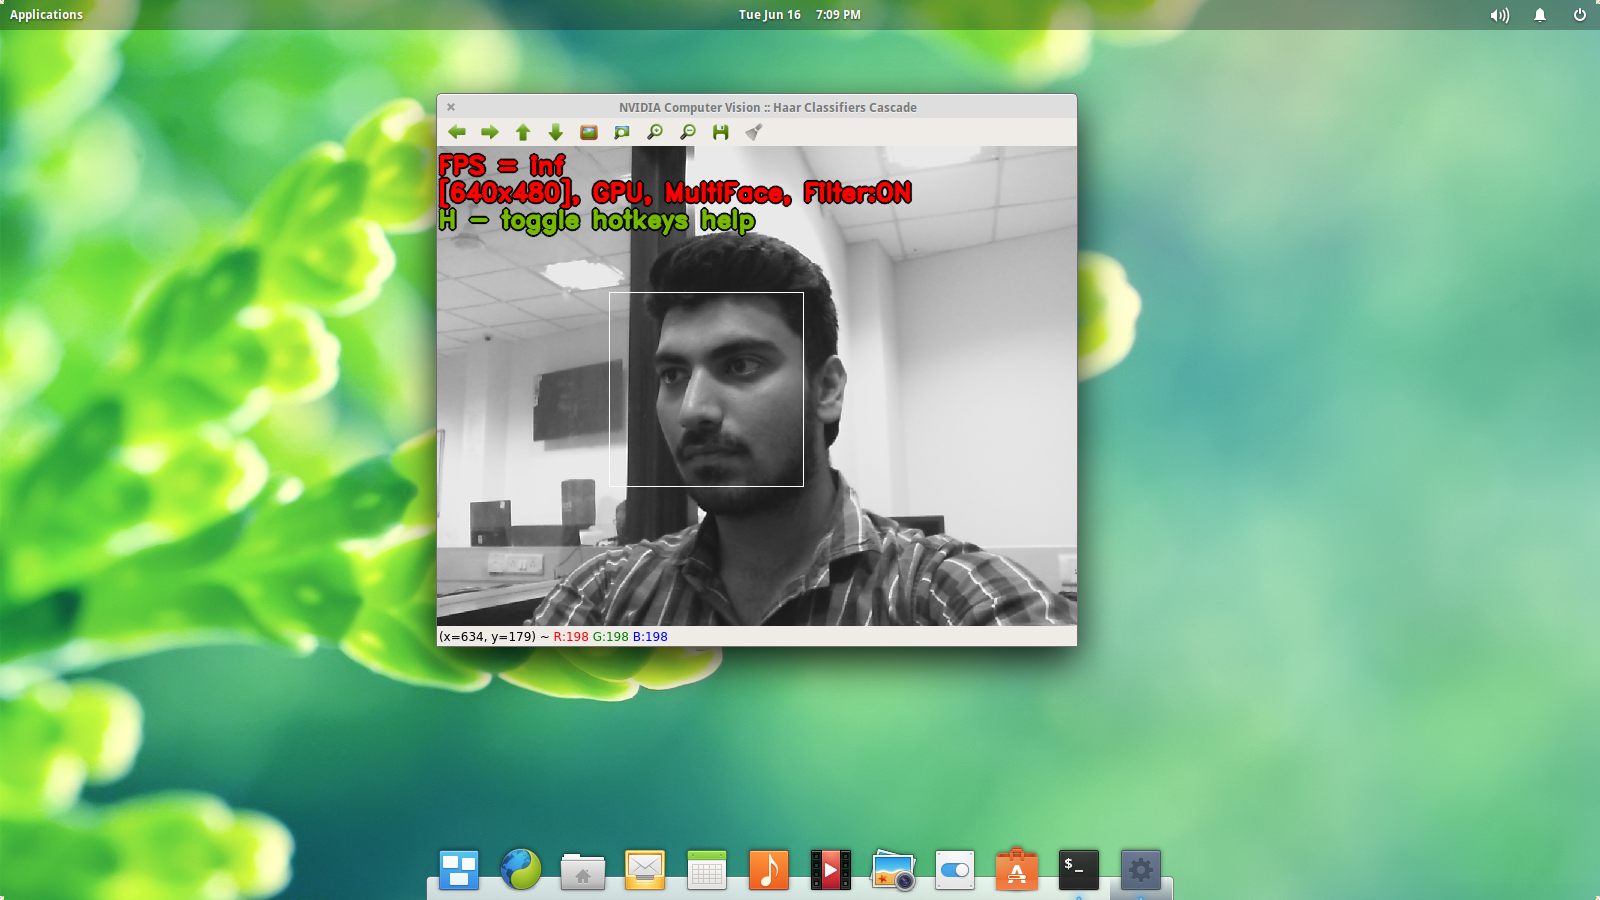 Applications
Tue Jun 16 7:09 PM
NVIDIA Computer Vision :: Haar Classifiers Cascade
FPS = inf
[640x480], GPU, MultiFace, Filter:ON
H - toggle hotkeys help
(x=634, y=179) ~ R:198 G:198 B:198
$_